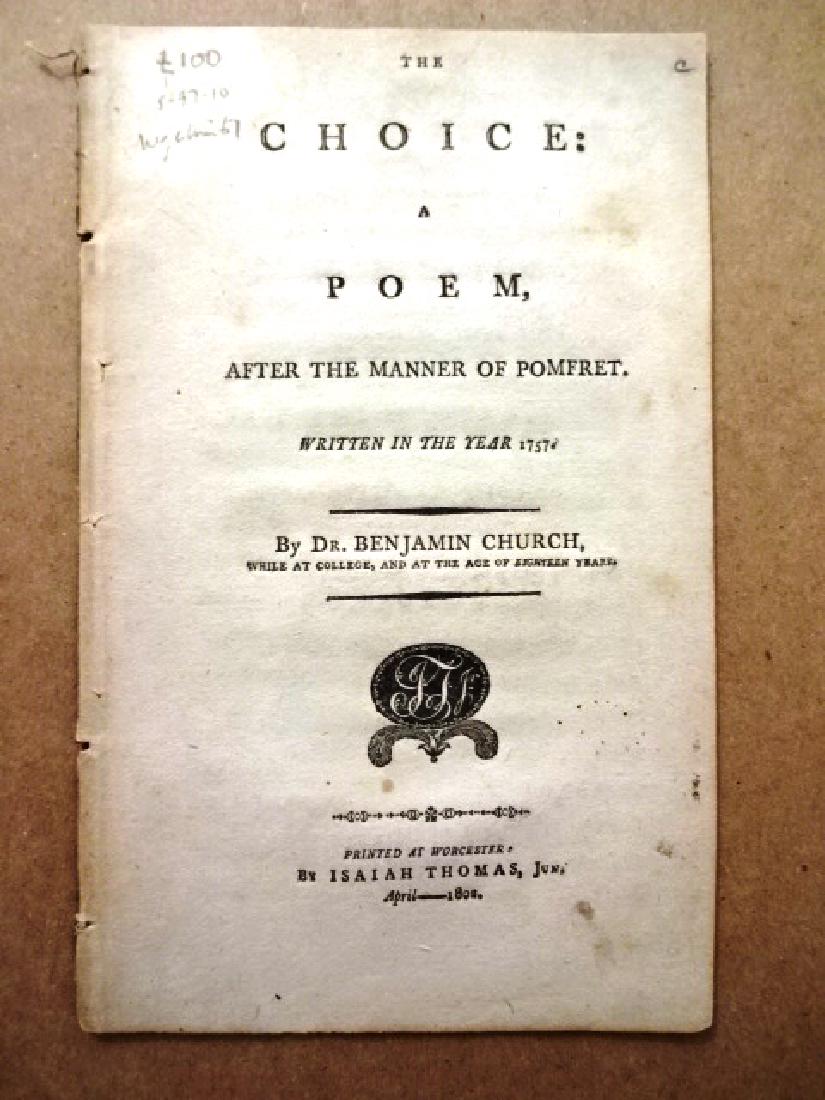 £100
THE
c
CHOICE:
A
POEM,
AFTER THE MANNER OF POMFRET.
WRITTEN IN THE YEAR 1757.
By Dr. BENJAMIN CHURCH,
WHILE AT COLLEGE, AND AT THE AGE OF EIGHTEEN YEARS.
PRINTED AT WORCESTER:
By ISAIAH THOMAS, Jun.
April—1802.